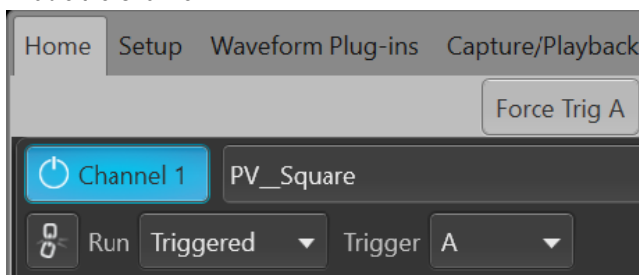 Home Setup Waveform Plug-ins Capture/Playback
Force Trig A
Channel 1 PV__Square
Run Triggered Trigger A